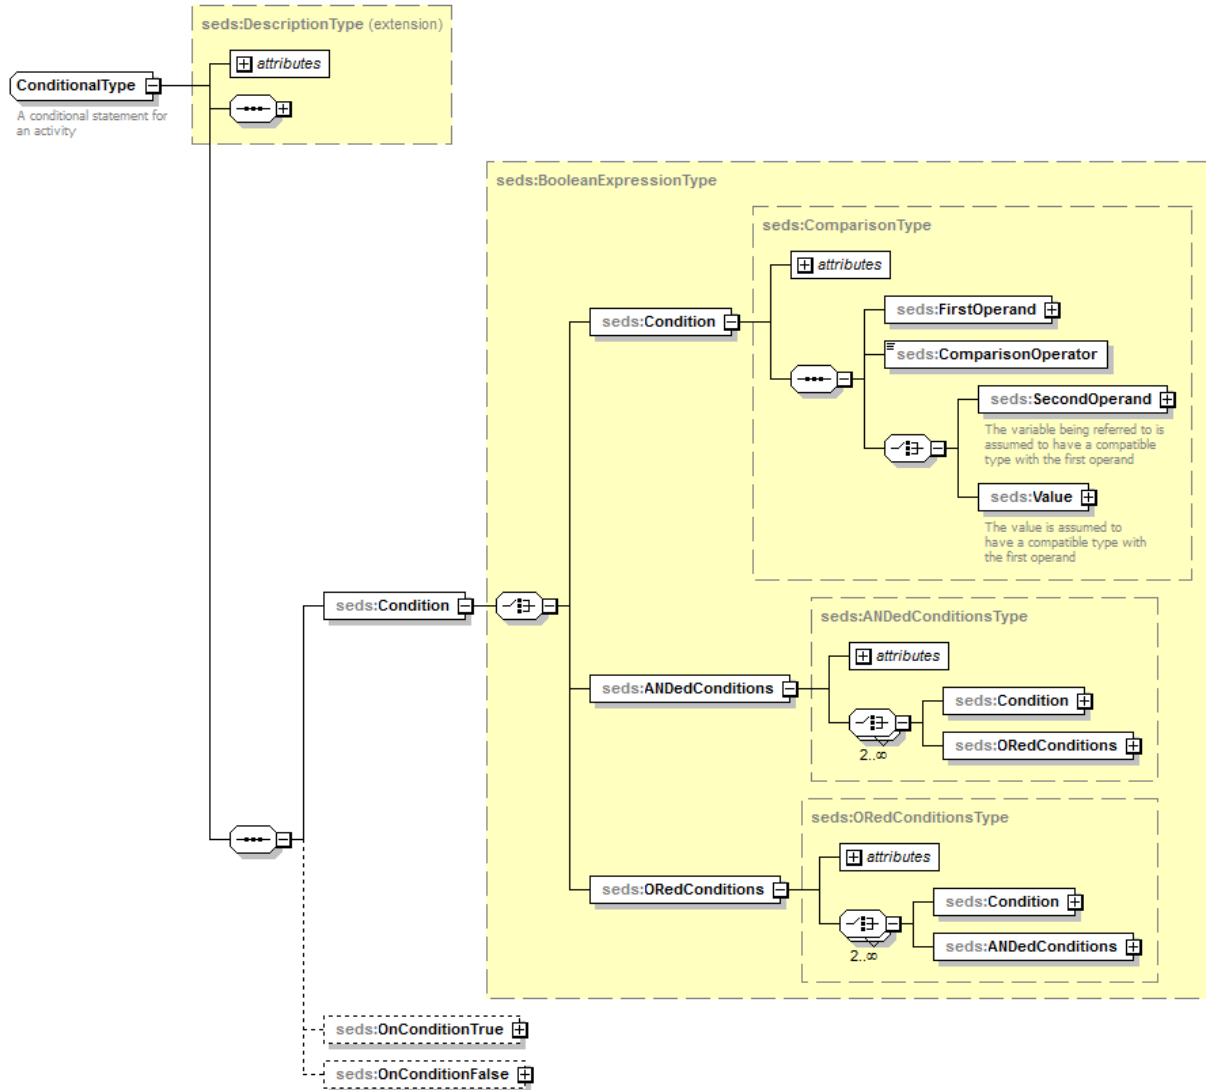 seds:DescriptionType (extension)
attributes
ConditionalType
A conditional statement for
an activity
seds:BooleanExpressionType
seds:ComparisonType
attributes
seds:FirstOperand
seds:Condition
seds:ComparisonOperator
seds:SecondOperand
The variable being referred to is
assumed to have a compatible
type with the first operand
seds:Value
The value is assumed to
have a compatible type with
the first operand
seds:Condition
seds:ANDedConditionsType
attributes
seds:ANDedConditions
seds:Condition
seds:ORedConditions
2..∞
seds:ORedConditionsType
attributes
seds:ORedConditions
seds:Condition
seds:ANDedConditions
2..∞
seds:OnConditionTrue
seds:OnConditionFalse